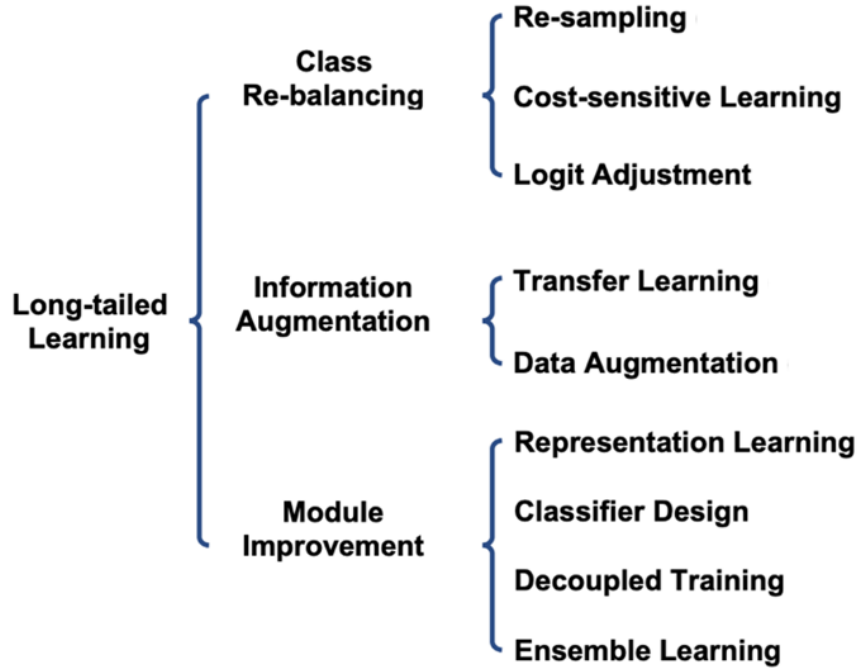 Long-tailed
Learning
Class
Re-balancing
Re-sampling
Cost-sensitive Learning
Logit Adjustment
Information
Augmentation
Transfer Learning
Data Augmentation
Module
Improvement
Representation Learning
Classifier Design
Decoupled Training
Ensemble Learning